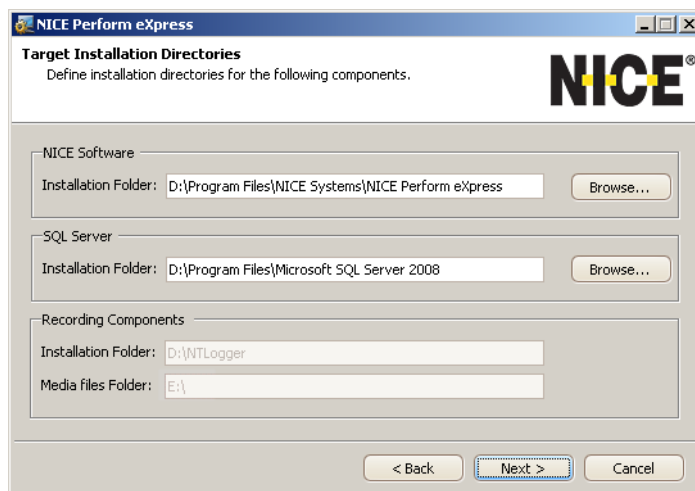 NICE Perform eXpress
Target Installation Directories
Define installation directories for the following components.
NICE®
NICE Software
Installation Folder: D:\Program Files\NICE Systems\NICE Perform eXpress Browse...
SQL Server
Installation Folder: D:\Program Files\Microsoft SQL Server 2008 Browse...
Recording Components
Installation Folder: D:\NTLogger
Media files Folder: E:\
< Back Next > Cancel